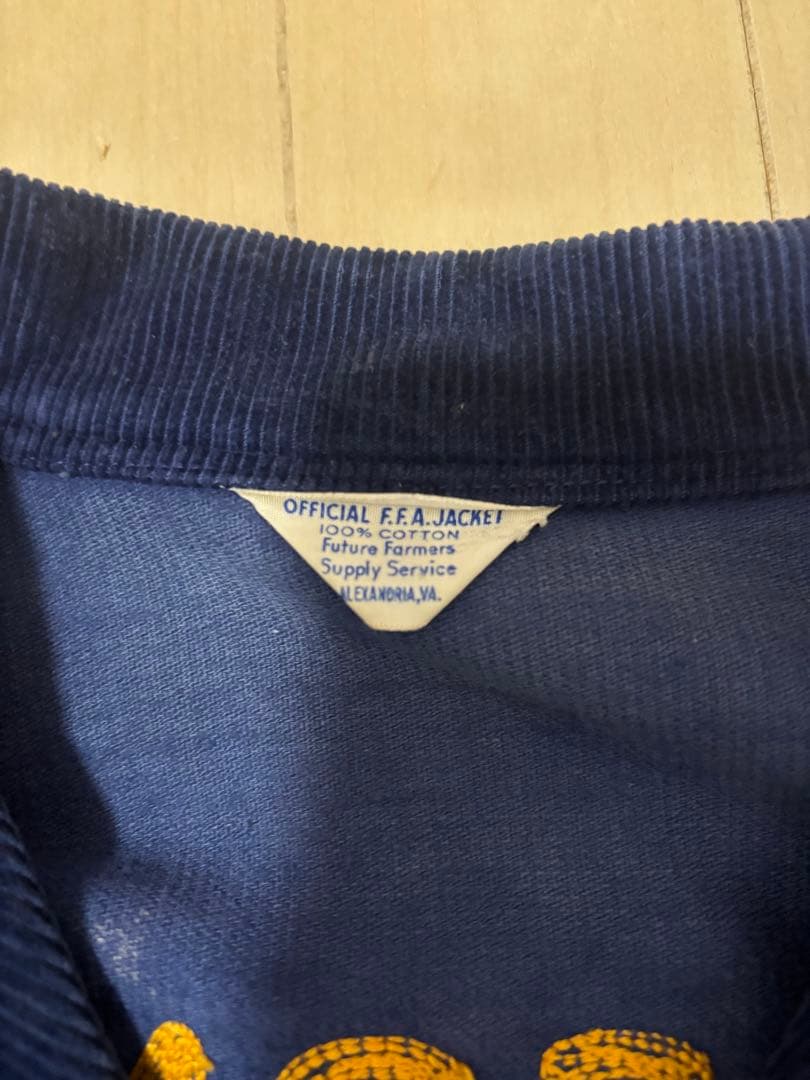 OFFICIAL F.F.A. JACKET
100% COTTON
Future Farmers
Supply Service
ALEXANDRIA, VA.